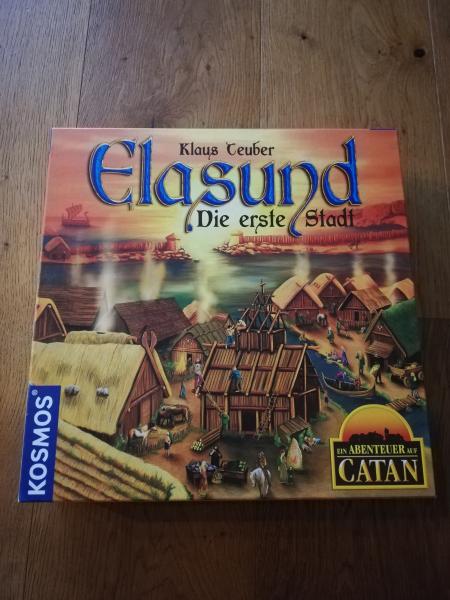 Klaus Teuber
Elasund
Die erste Stadt
KOSMOS®
EIN ABENTEUER AUF
CATAN